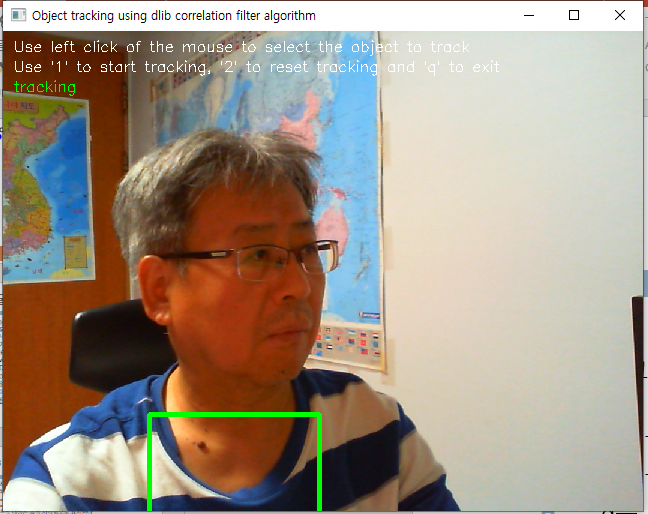 Object tracking using dlib correlation filter algorithm
Use left click of the mouse to select the object to track
Use '1' to start tracking, '2' to reset tracking and 'q' to exit
tracking